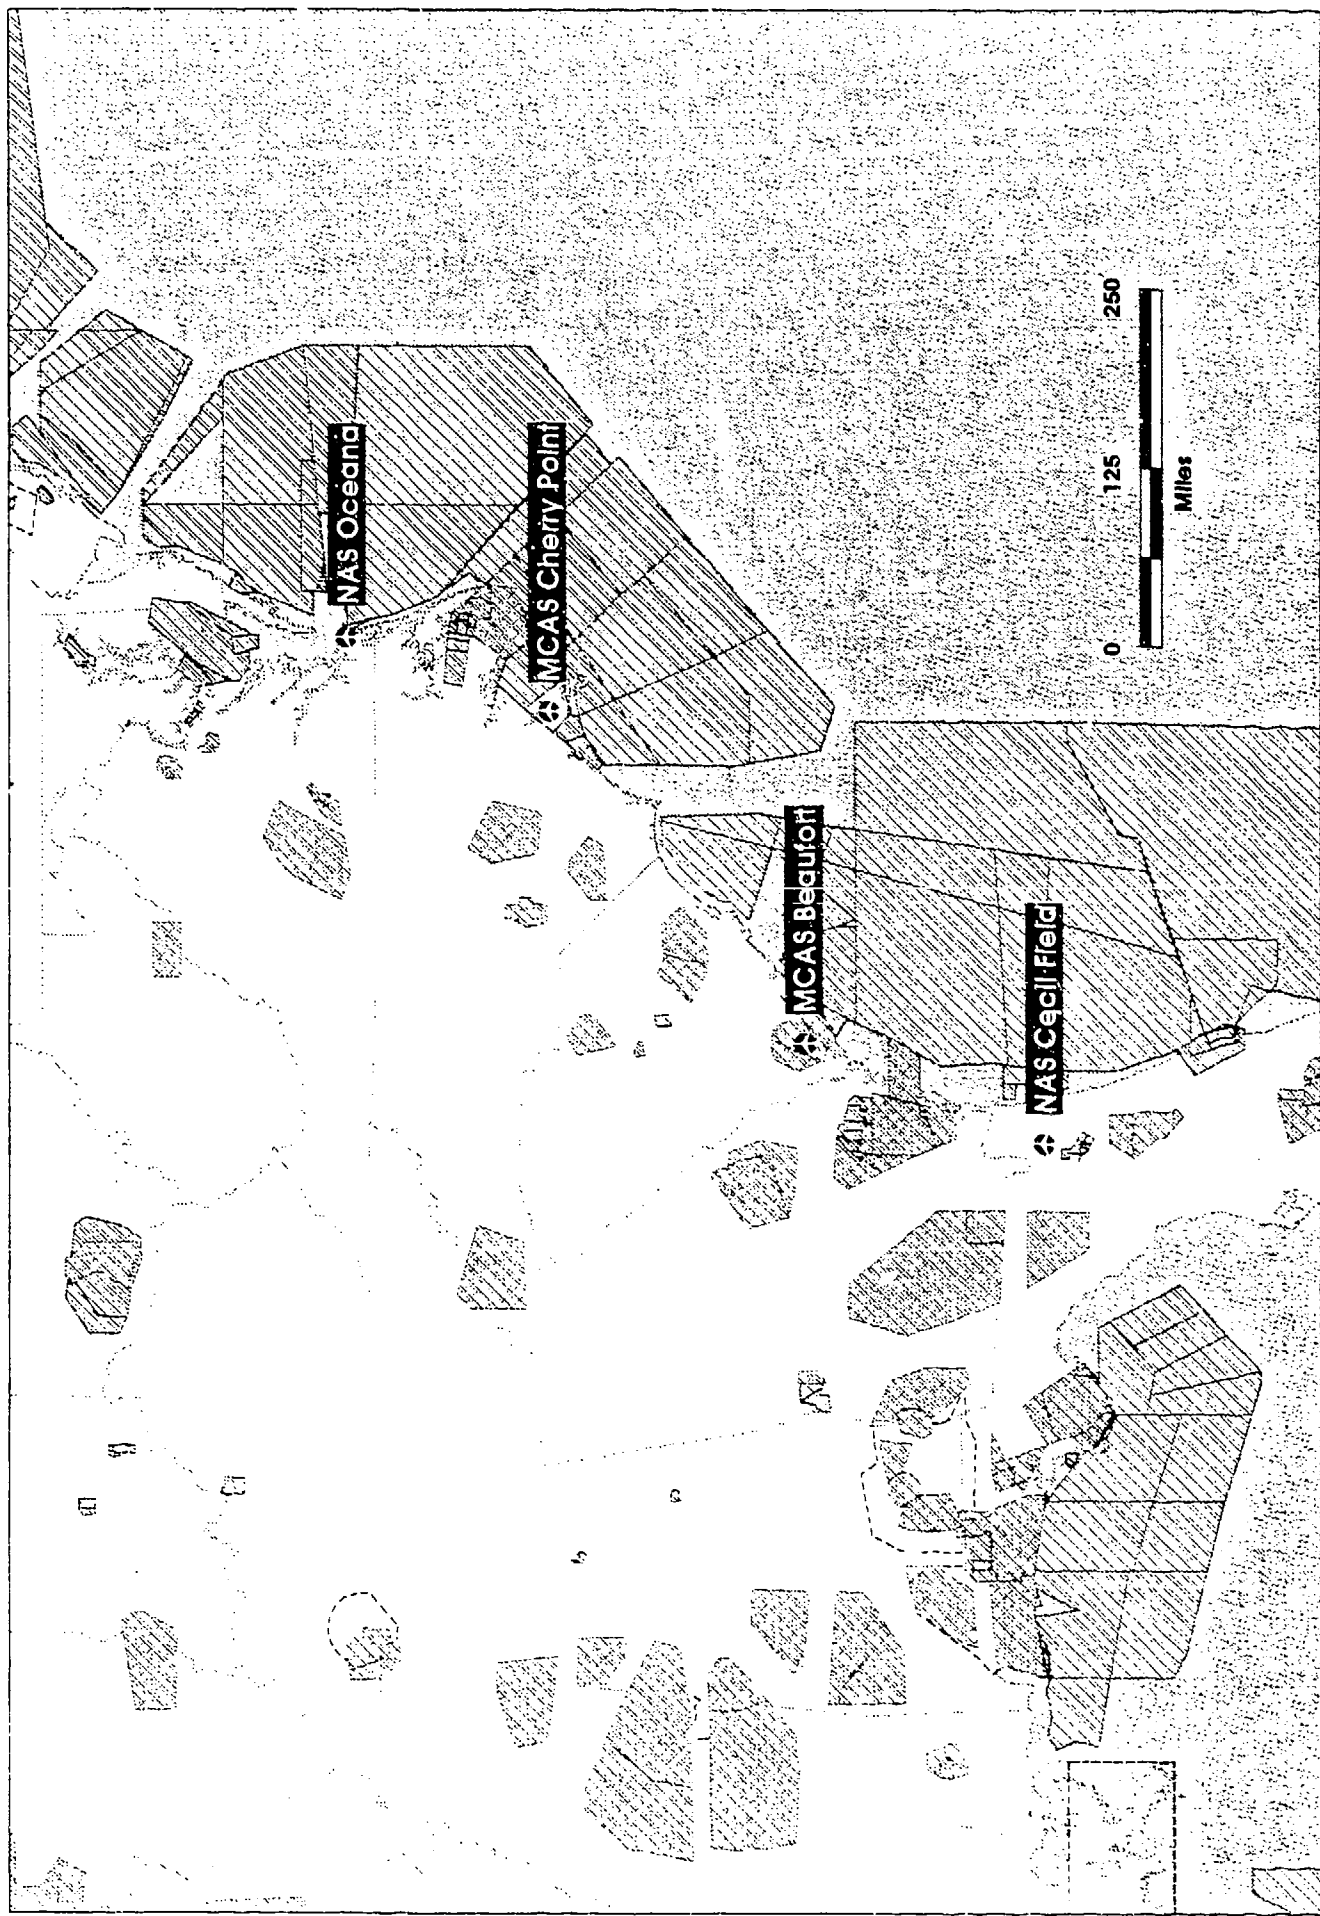 NAS Oceana
MCAS Cherry Point
MCAS Beaufort
NAS Cecil Field
0 125 250
Miles